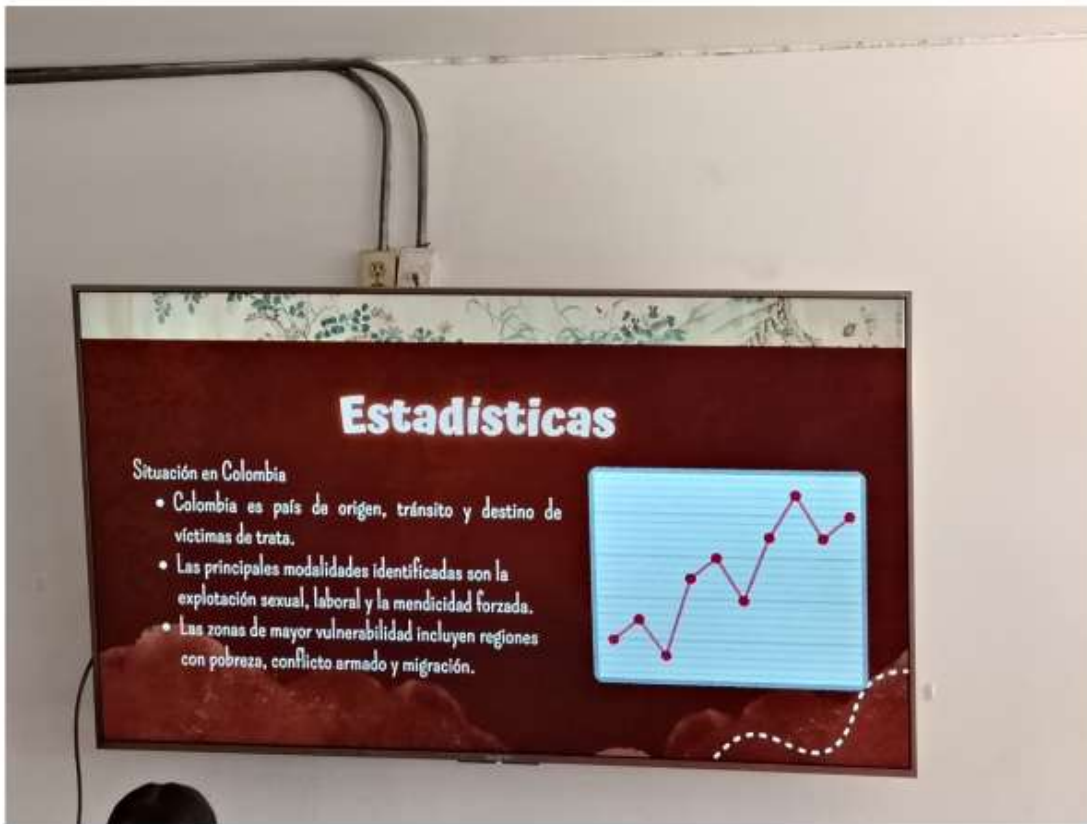 Estadísticas
Situación en Colombia
• Colombia es país de origen, tránsito y destino de
víctimas de trata.
• Las principales modalidades identificadas son la
explotación sexual, laboral y la mendicidad forzada.
• Las zonas de mayor vulnerabilidad incluyen regiones
con pobreza, conflicto armado y migración.